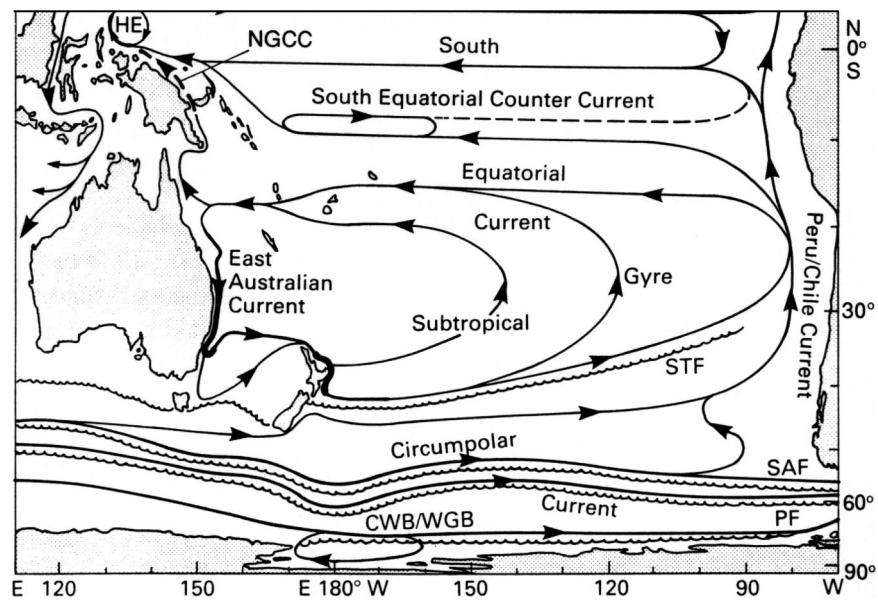 HE
NGCC
South
South Equatorial Counter Current
Equatorial
Current
East
Australian
Current
Gyre
Subtropical
Peru/Chile Current
STF
Circumpolar
SAF
Current
CWB/WGB
PF
N
0°
S
30°
60°
90°
E 120 150 E 180° W 150 120 90 W